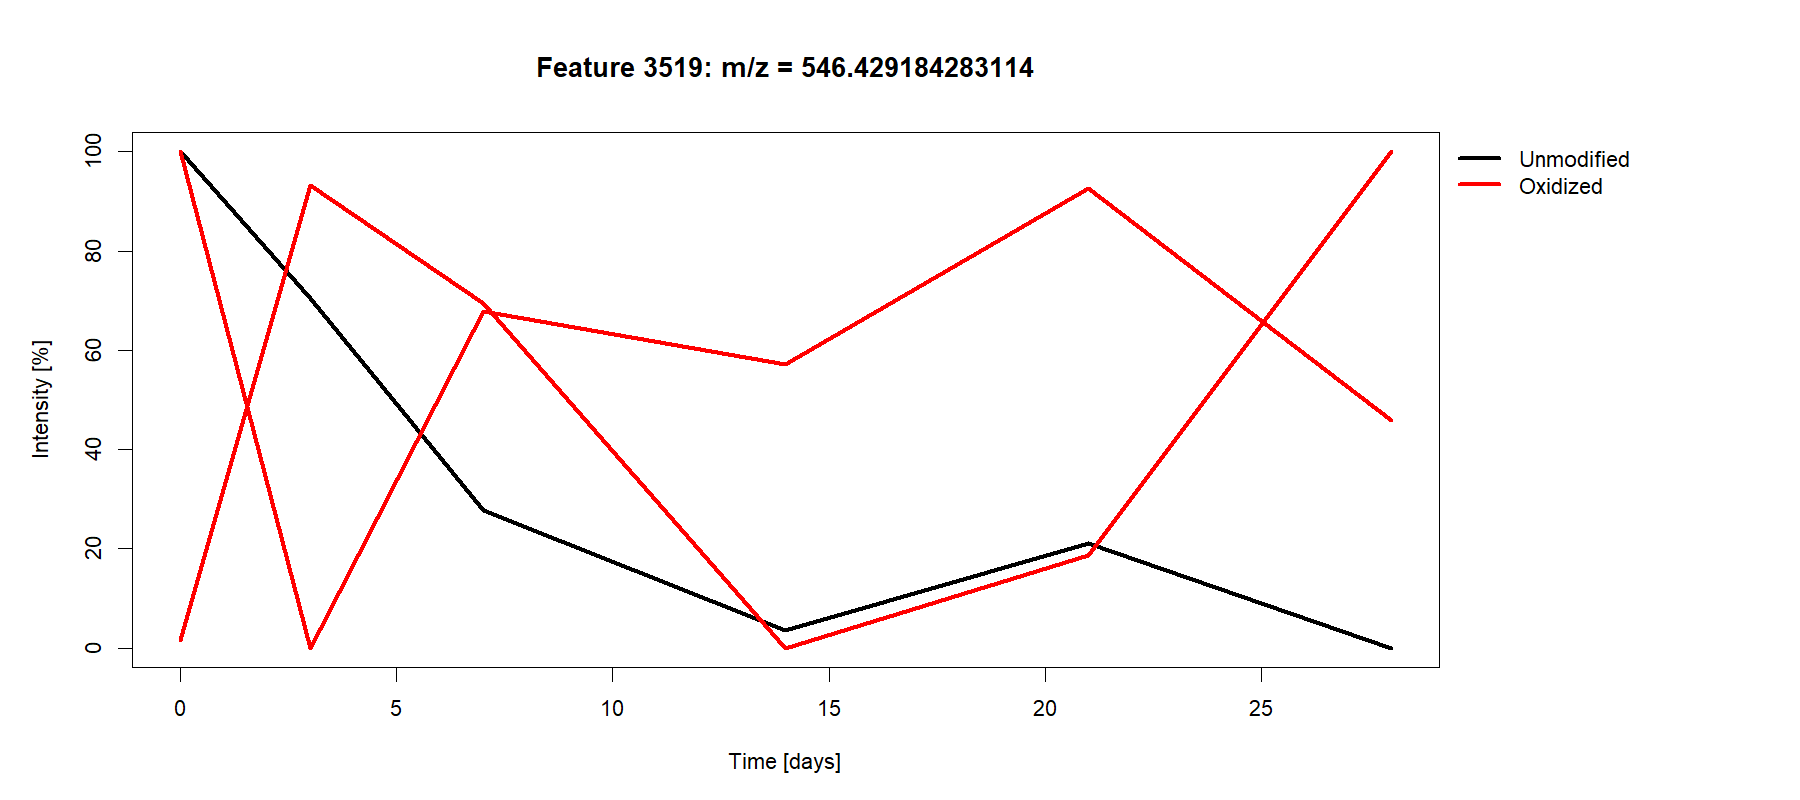 Feature 3519: m/z = 546.429184283114
Unmodified
Oxidized
Intensity [%]
100
80
60
40
20
0
0 5 10 15 20 25
Time [days]